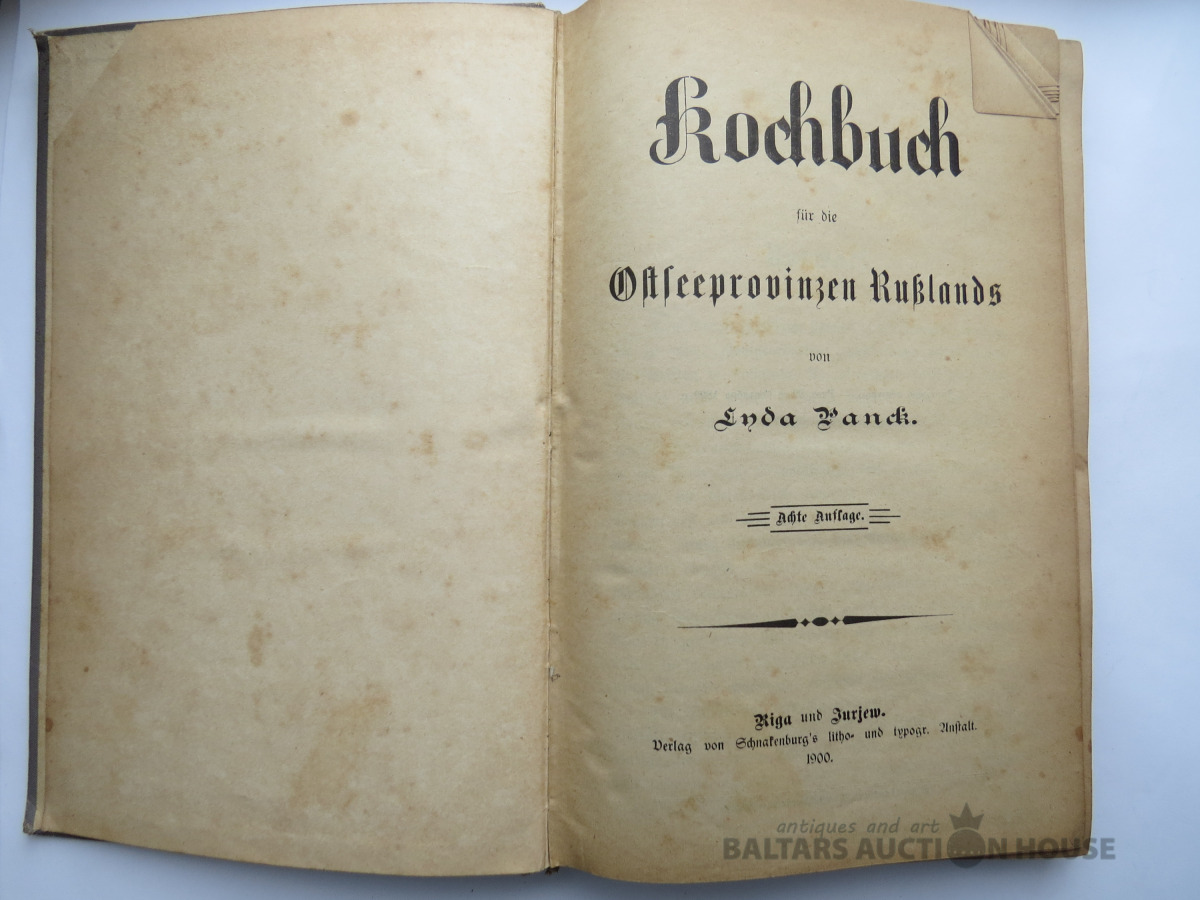 Kochbuch
für die
Ostseeprovinzen Rußlands
von
Lyda Panck.
Achte Auflage.
Riga und Jurjew.
Verlag von Schnakenburg's litho- und typogr. Anstalt.
1900.
antiques and art
BALTARS AUCTION HOUSE